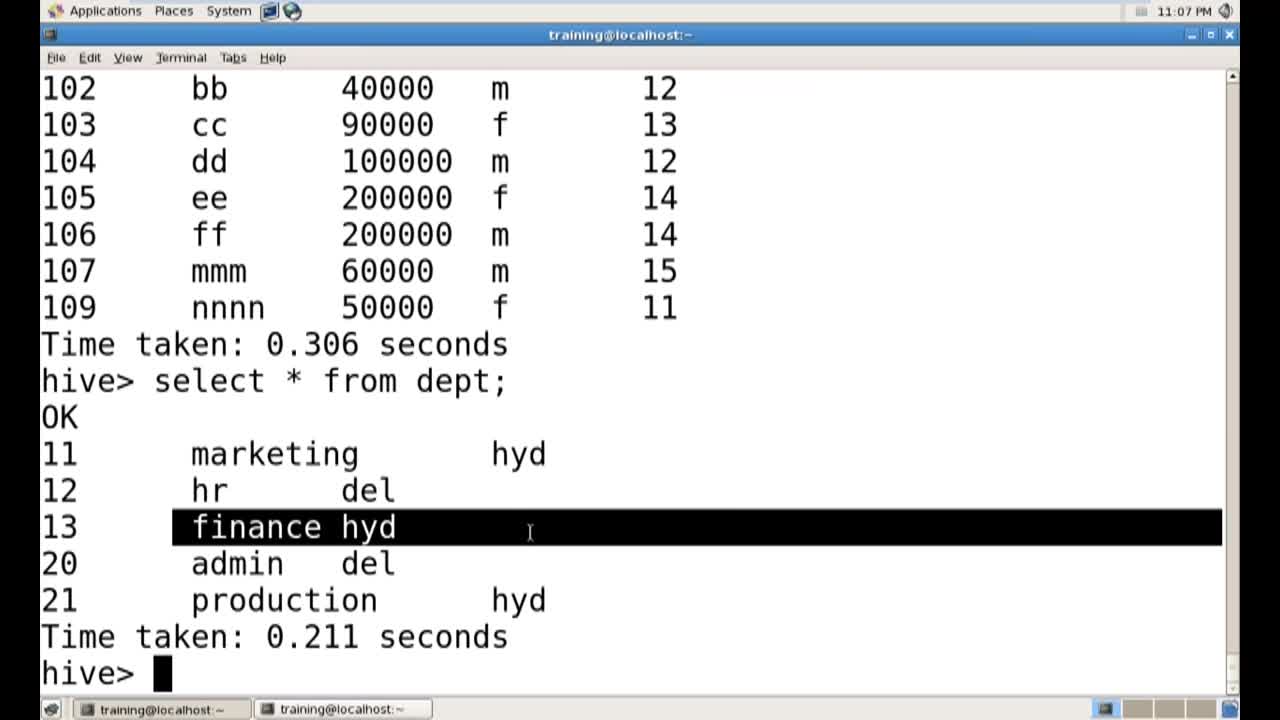 Applications Places System 11:07 PM
training@localhost:~
File Edit View Terminal Tabs Help
102 bb 40000 m 12
103 cc 90000 f 13
104 dd 100000 m 12
105 ee 200000 f 14
106 ff 200000 m 14
107 mmm 60000 m 15
109 nnnn 50000 f 11
Time taken: 0.306 seconds
hive> select * from dept;
OK
11 marketing hyd
12 hr del
13 finance hyd
20 admin del
21 production hyd
Time taken: 0.211 seconds
hive>
training@localhost:~ training@localhost:~